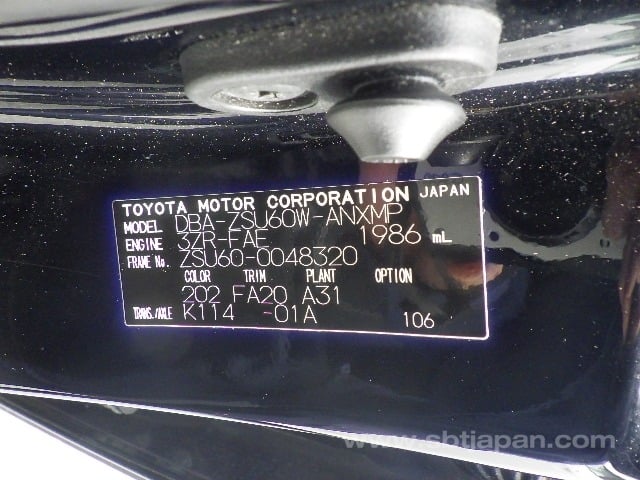 TOYOTA MOTOR CORPORATION JAPAN
MODEL DBA-ZSU60W-ANXMP
ENGINE 3ZR-FAE 1986 mL
FRAME No. ZSU60-0048320
COLOR TRIM PLANT OPTION
202 FA20 A31
TRANS./AXLE K114 -01A 106
www.sbtjapan.com